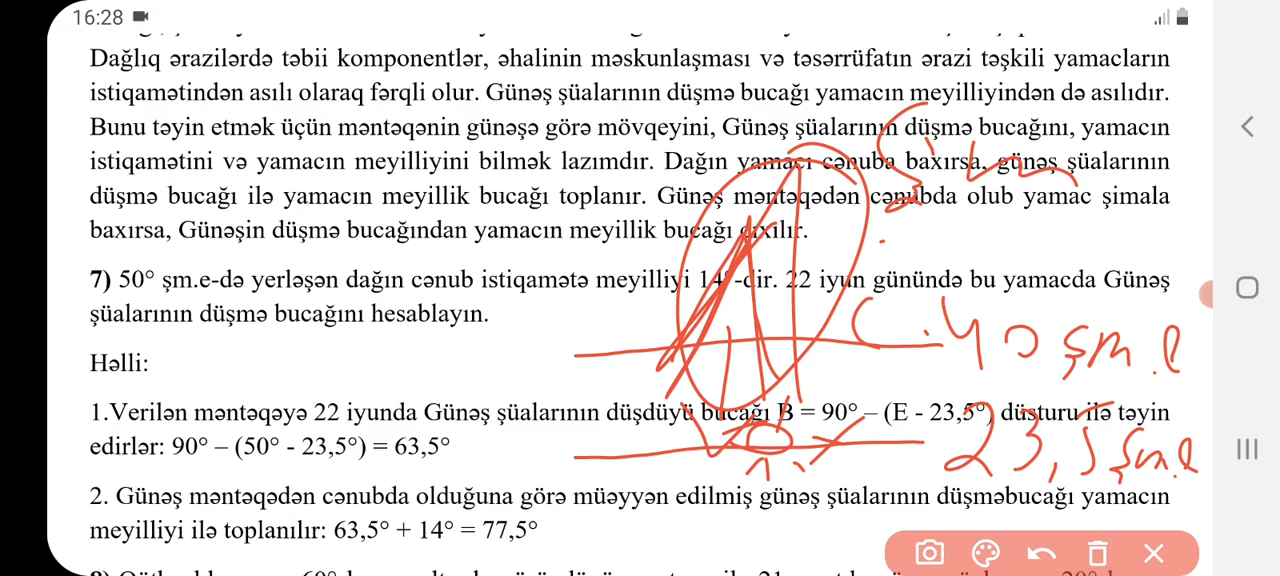 16:28
Dağlıq ərazilərdə təbii komponentlər, əhalinin məskunlaşması və təsərrüfatın ərazi təşkili yamacların
istiqamətindən asılı olaraq fərqli olur. Günəş şüalarının düşmə bucağı yamacın meyilliyindən də asılıdır.
Bunu təyin etmək üçün məntəqənin günəşə görə mövqeyini, Günəş şüalarının düşmə bucağını, yamacın
istiqamətini və yamacın meyilliyini bilmək lazımdır. Dağın yamacı cənuba baxırsa, günəş şüalarının
düşmə bucağı ilə yamacın meyillik bucağı toplanır. Günəş məntəqədən cənubda olub yamac şimala
baxırsa, Günəşin düşmə bucağından yamacın meyillik bucağı çıxılır.
7) 50° şm.e-də yerləşən dağın cənub istiqamətə meyilliyi 14°-dir. 22 iyun günündə bu yamacda Günəş
şüalarının düşmə bucağını hesablayın.
Həlli:
40 şm.e
1.Verilən məntəqəyə 22 iyunda Günəş şüalarının düşdüyü bucağı B = 90° – (E - 23,5°) düsturu ilə təyin
edirlər: 90° – (50° - 23,5°) = 63,5°
23,5 şm.e
2. Günəş məntəqədən cənubda olduğuna görə müəyyən edilmiş günəş şüalarının düşməbucağı yamacın
meyilliyi ilə toplanılır: 63,5° + 14° = 77,5°